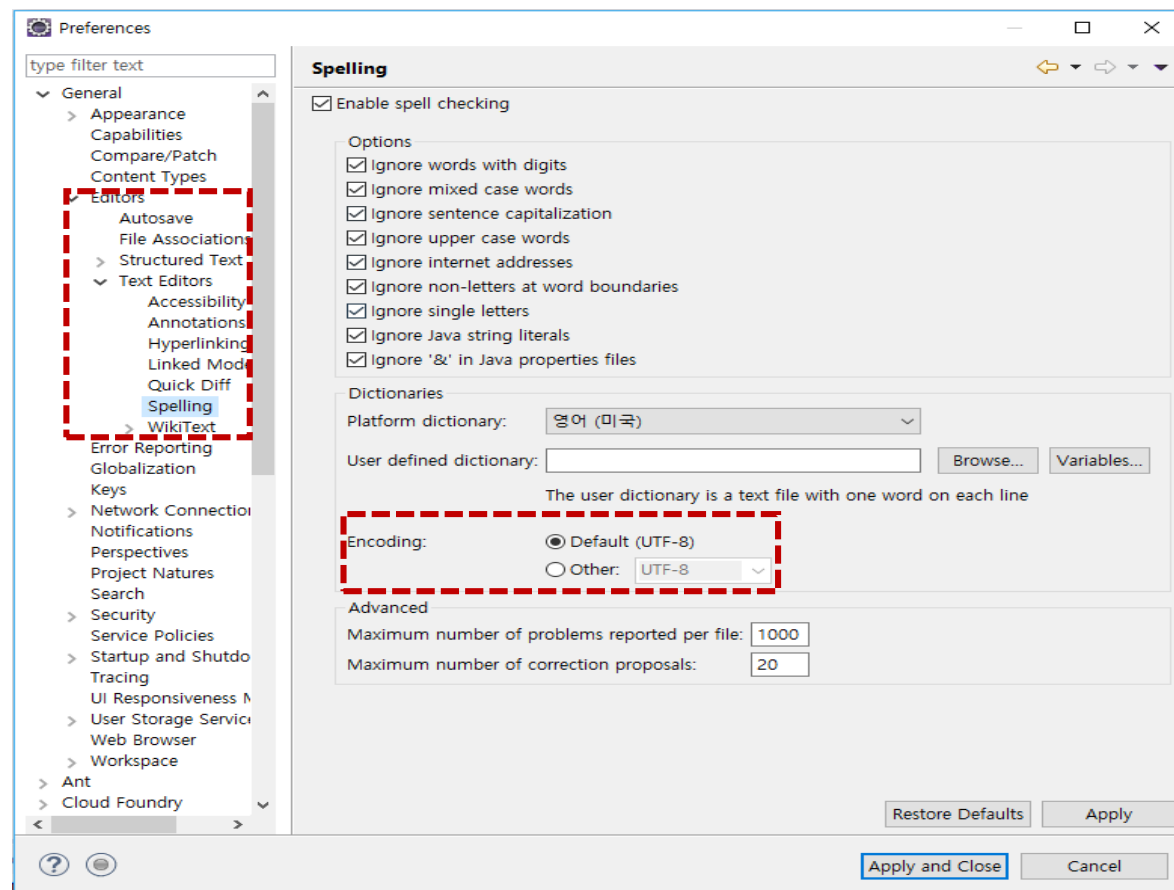 Preferences
type filter text
General
Appearance
Capabilities
Compare/Patch
Content Types
Editors
Autosave
File Associations
Structured Text
Text Editors
Accessibility
Annotations
Hyperlinking
Linked Mode
Quick Diff
Spelling
WikiText
Error Reporting
Globalization
Keys
Network Connection
Notifications
Perspectives
Project Natures
Search
Security
Service Policies
Startup and Shutdo
Tracing
UI Responsiveness M
User Storage Service
Web Browser
Workspace
Ant
Cloud Foundry
Spelling
Enable spell checking
Options
Ignore words with digits
Ignore mixed case words
Ignore sentence capitalization
Ignore upper case words
Ignore internet addresses
Ignore non-letters at word boundaries
Ignore single letters
Ignore Java string literals
Ignore '&' in Java properties files
Dictionaries
Platform dictionary: 영어 (미국)
User defined dictionary: Browse... Variables...
The user dictionary is a text file with one word on each line
Encoding: Default (UTF-8)
Other: UTF-8
Advanced
Maximum number of problems reported per file: 1000
Maximum number of correction proposals: 20
Restore Defaults Apply
Apply and Close Cancel